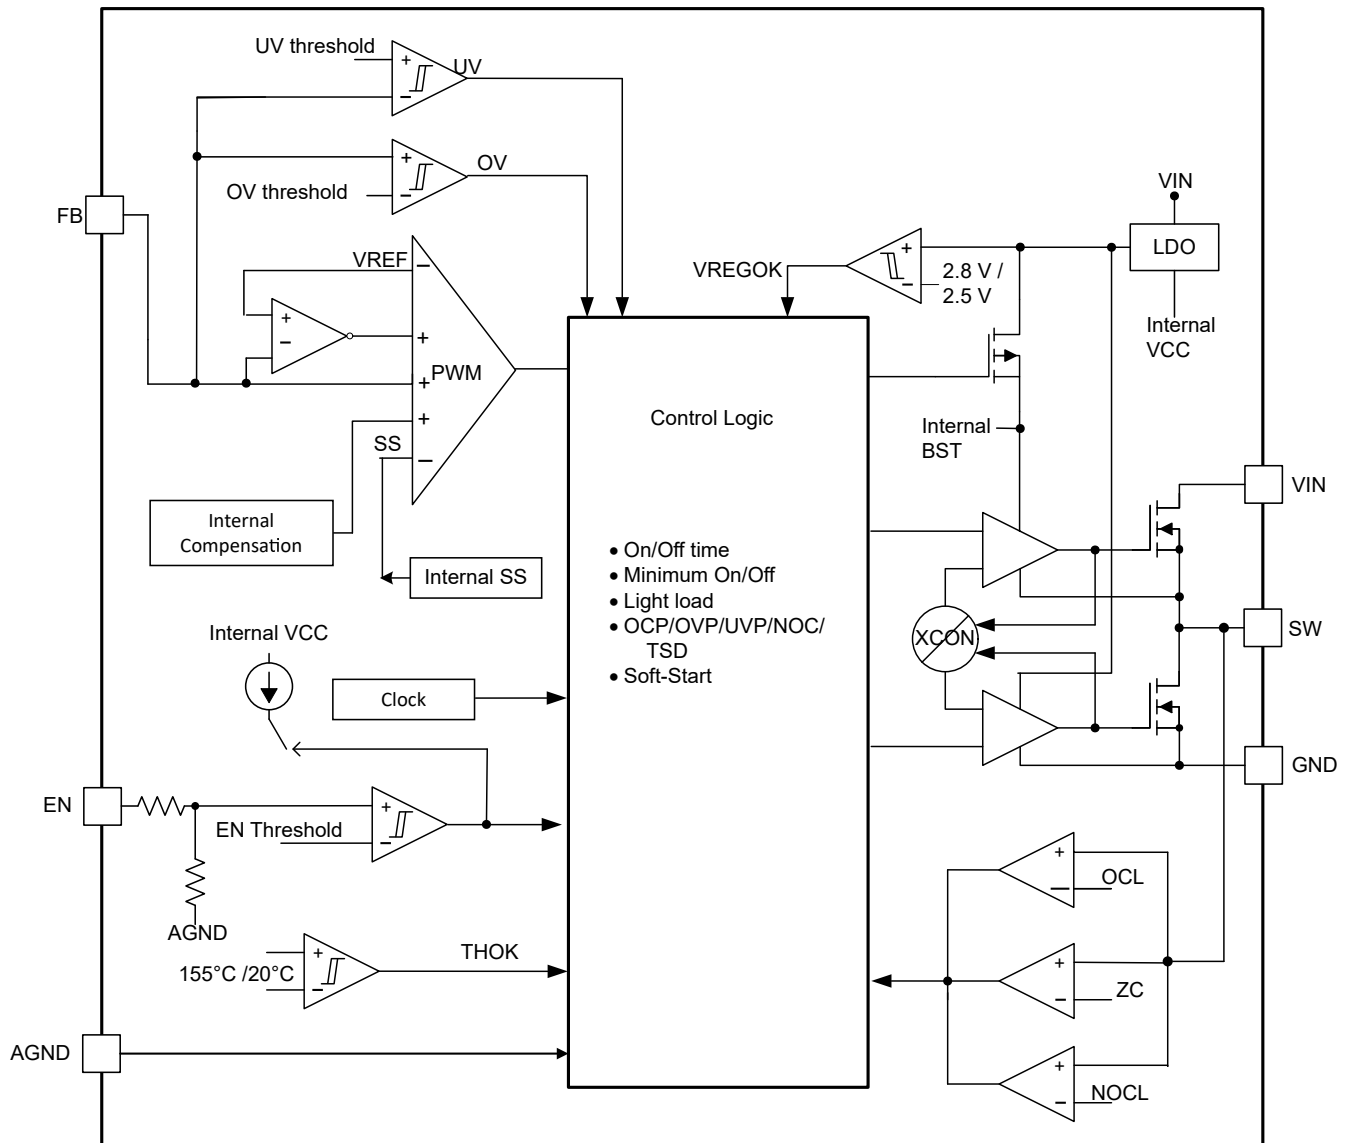 UV threshold
+
UV
−
+
OV
−
OV threshold
FB
VREF
−
+
−
+
+
PWM
+
SS
−
Internal
Compensation
Internal SS
VIN
LDO
VREGOK
+
−
2.8 V /
2.5 V
Internal
VCC
Control Logic
• On/Off time
• Minimum On/Off
• Light load
• OCP/OVP/UVP/NOC/
TSD
• Soft-Start
Internal
BST
VIN
XCON
SW
GND
Internal VCC
Clock
EN
+
−
EN Threshold
AGND
+
−
155°C /20°C
THOK
AGND
+
−
OCL
+
−
ZC
+
−
NOCL